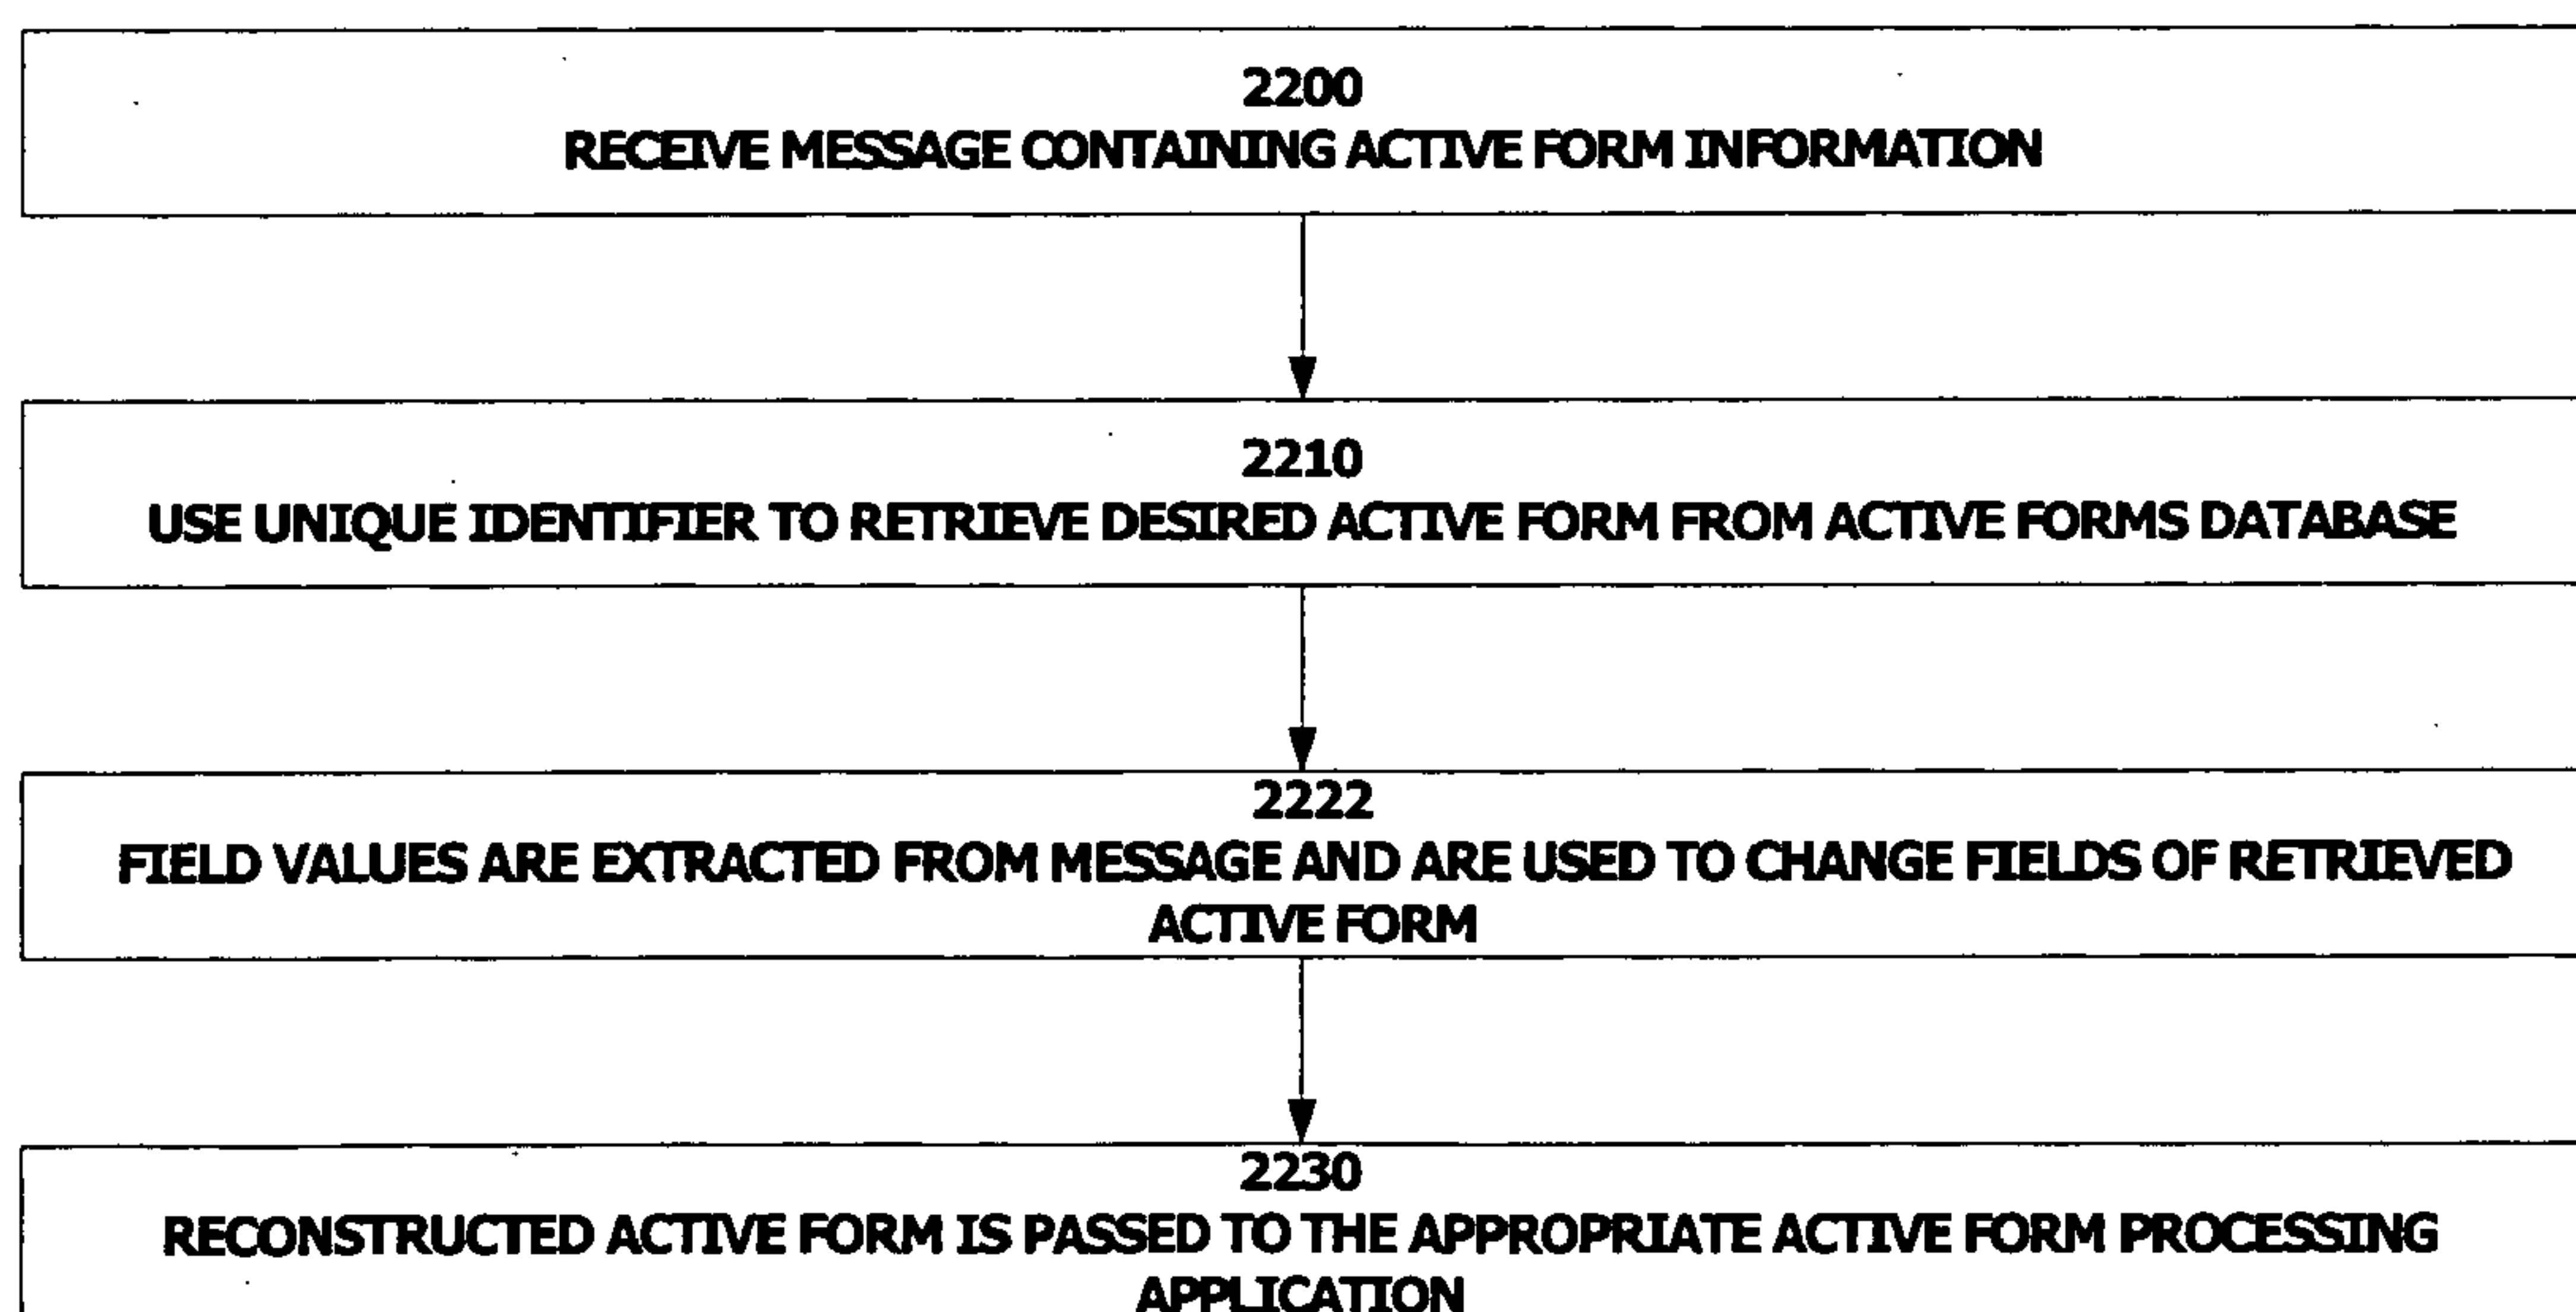 2200
RECEIVE MESSAGE CONTAINING ACTIVE FORM INFORMATION
2210
USE UNIQUE IDENTIFIER TO RETRIEVE DESIRED ACTIVE FORM FROM ACTIVE FORMS DATABASE
2222
FIELD VALUES ARE EXTRACTED FROM MESSAGE AND ARE USED TO CHANGE FIELDS OF RETRIEVED
ACTIVE FORM
2230
RECONSTRUCTED ACTIVE FORM IS PASSED TO THE APPROPRIATE ACTIVE FORM PROCESSING
APPLICATION